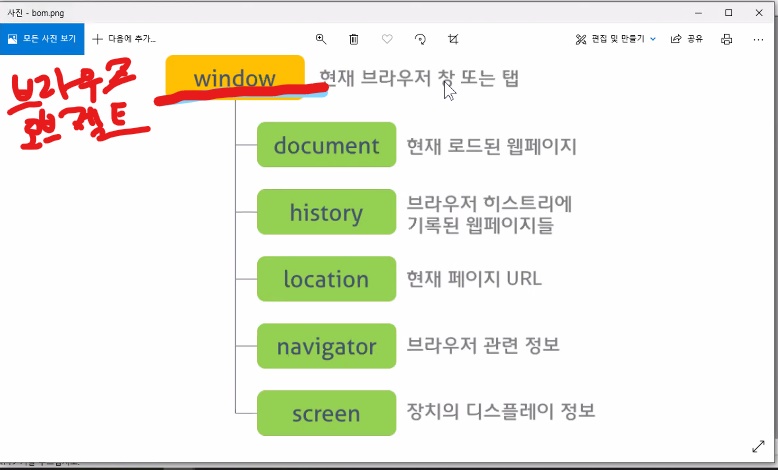 사진 - bom.png
모든 사진 보기
다음에 추가...
편집 및 만들기
공유
브라우저
오브젝트
window
현재 브라우저 창 또는 탭
document
현재 로드된 웹페이지
history
브라우저 히스트리에
기록된 웹페이지들
location
현재 페이지 URL
navigator
브라우저 관련 정보
screen
장치의 디스플레이 정보